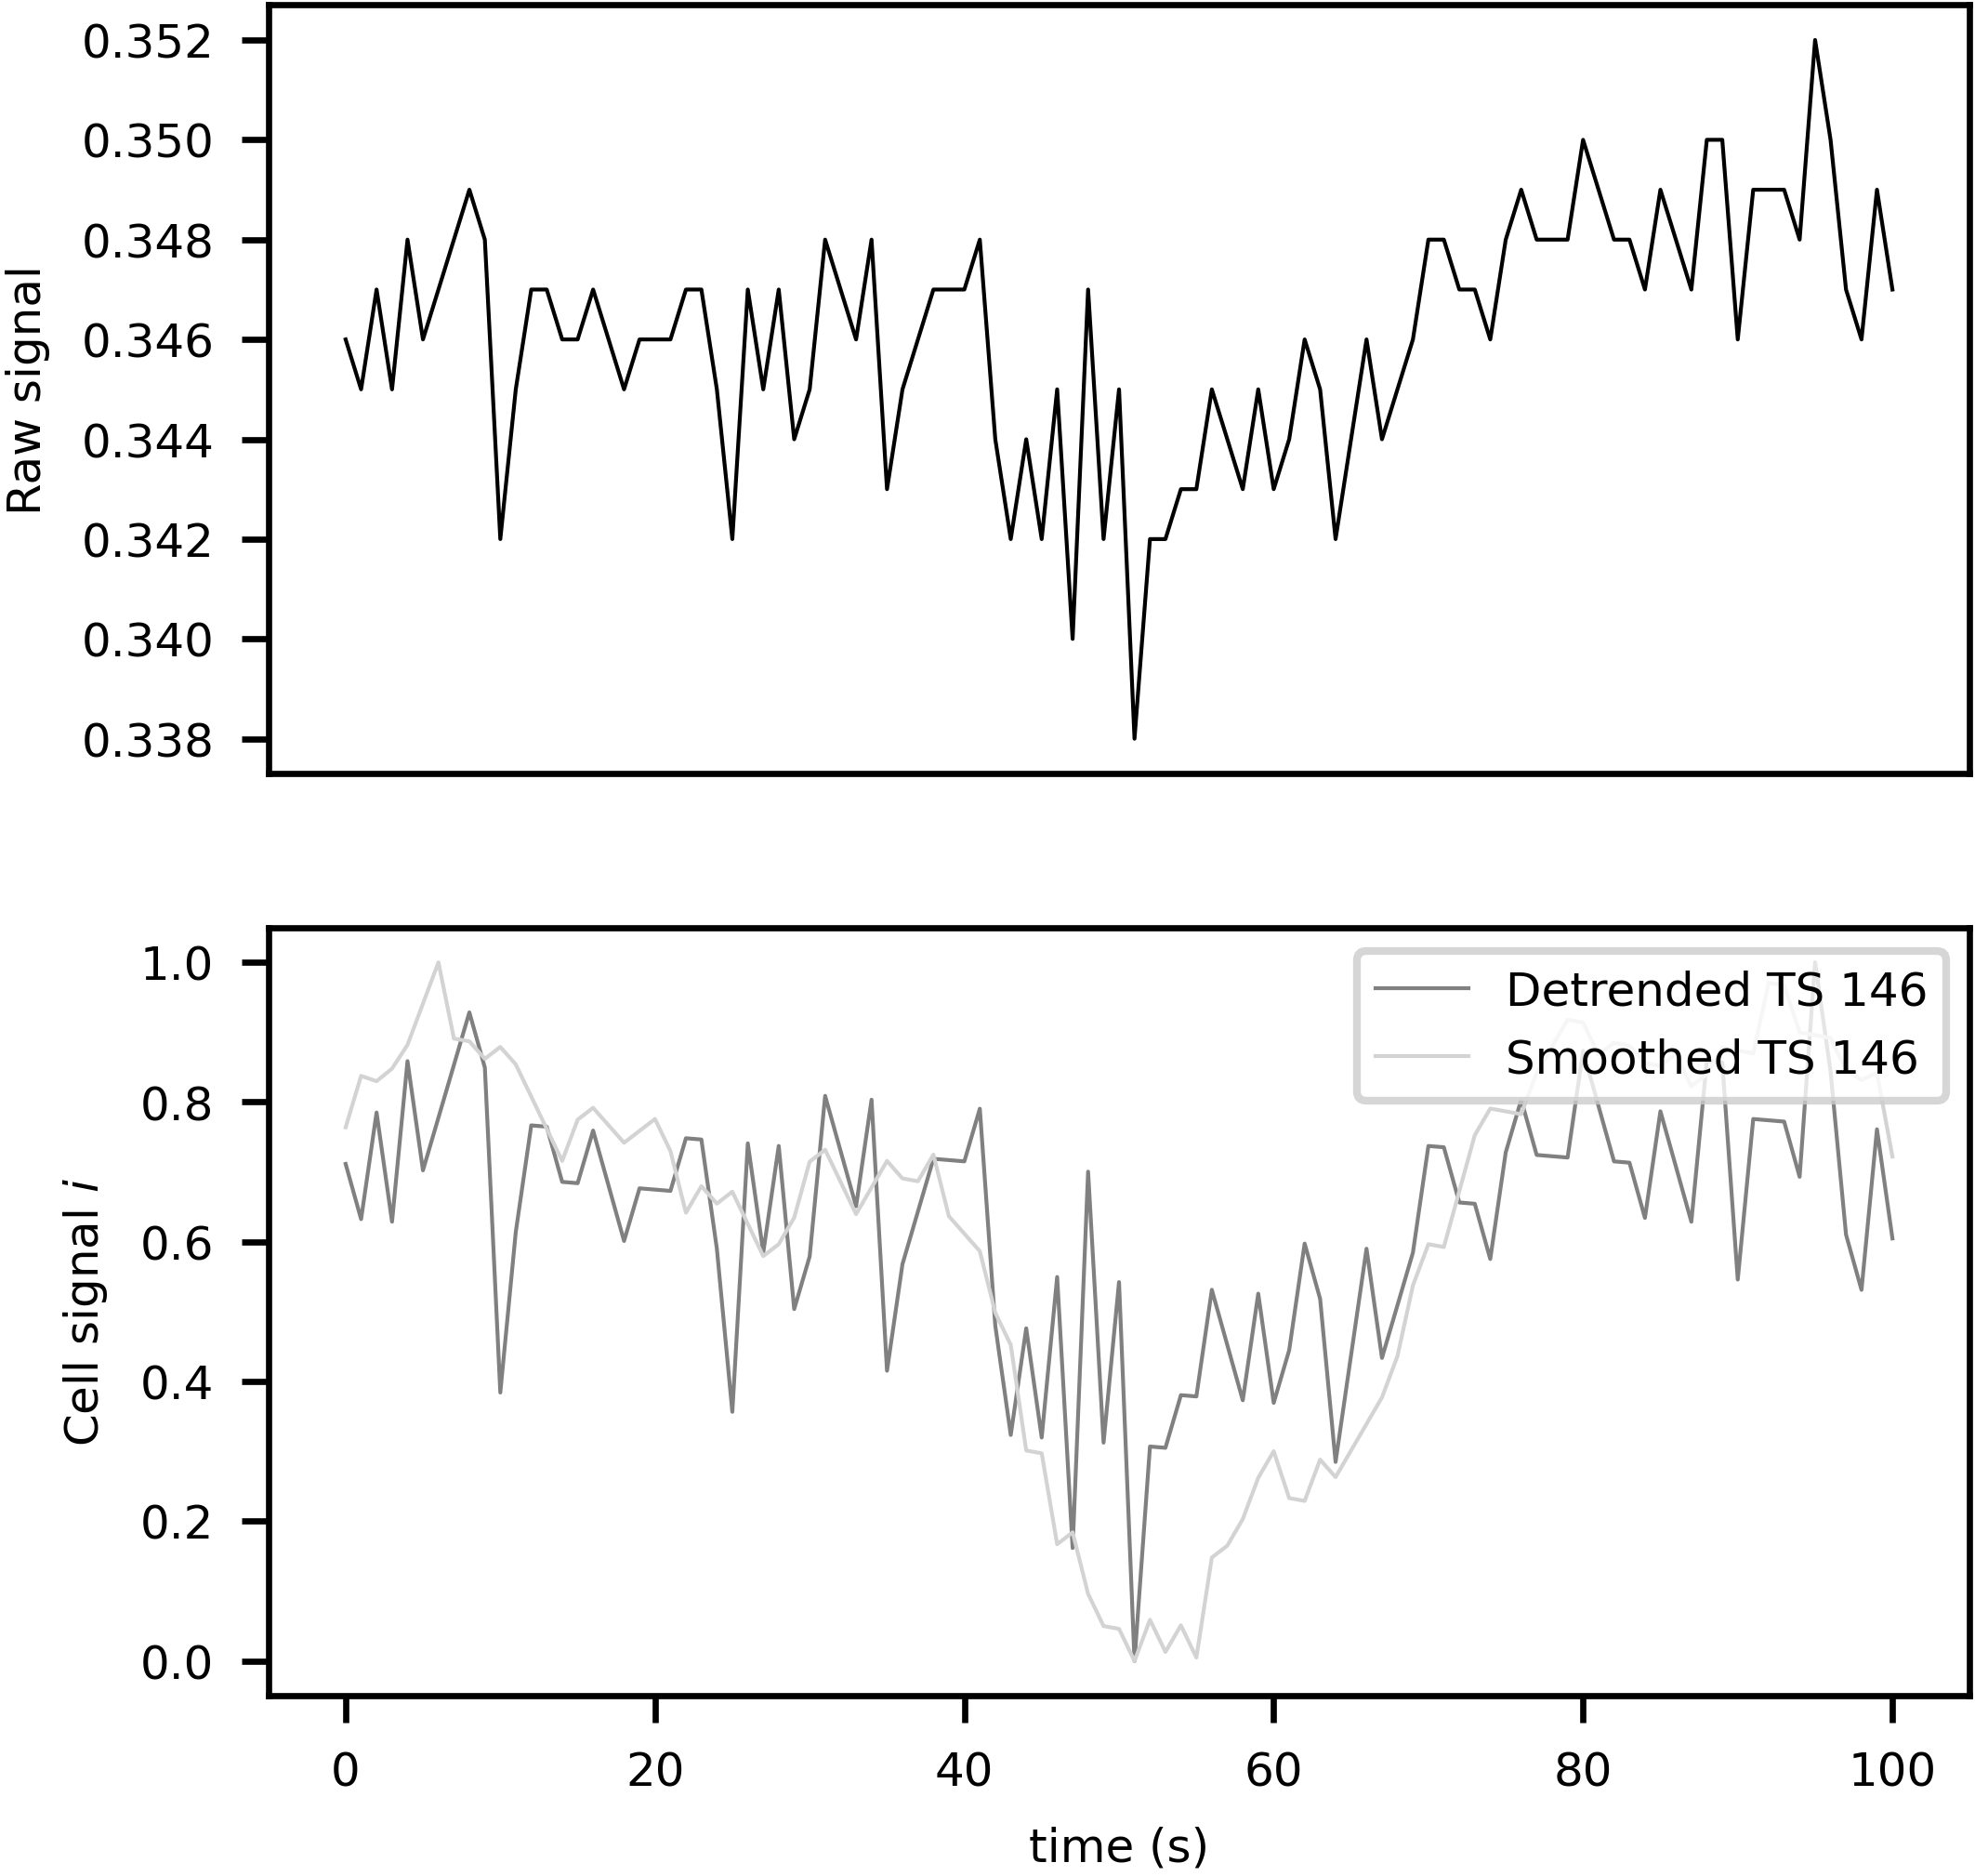 0.352
0.350
0.348
0.346
0.344
0.342
0.340
0.338
Raw signal
1.0
0.8
0.6
0.4
0.2
0.0
Cell signal i
Detrended TS 146
Smoothed TS 146
0 20 40 60 80 100
time (s)